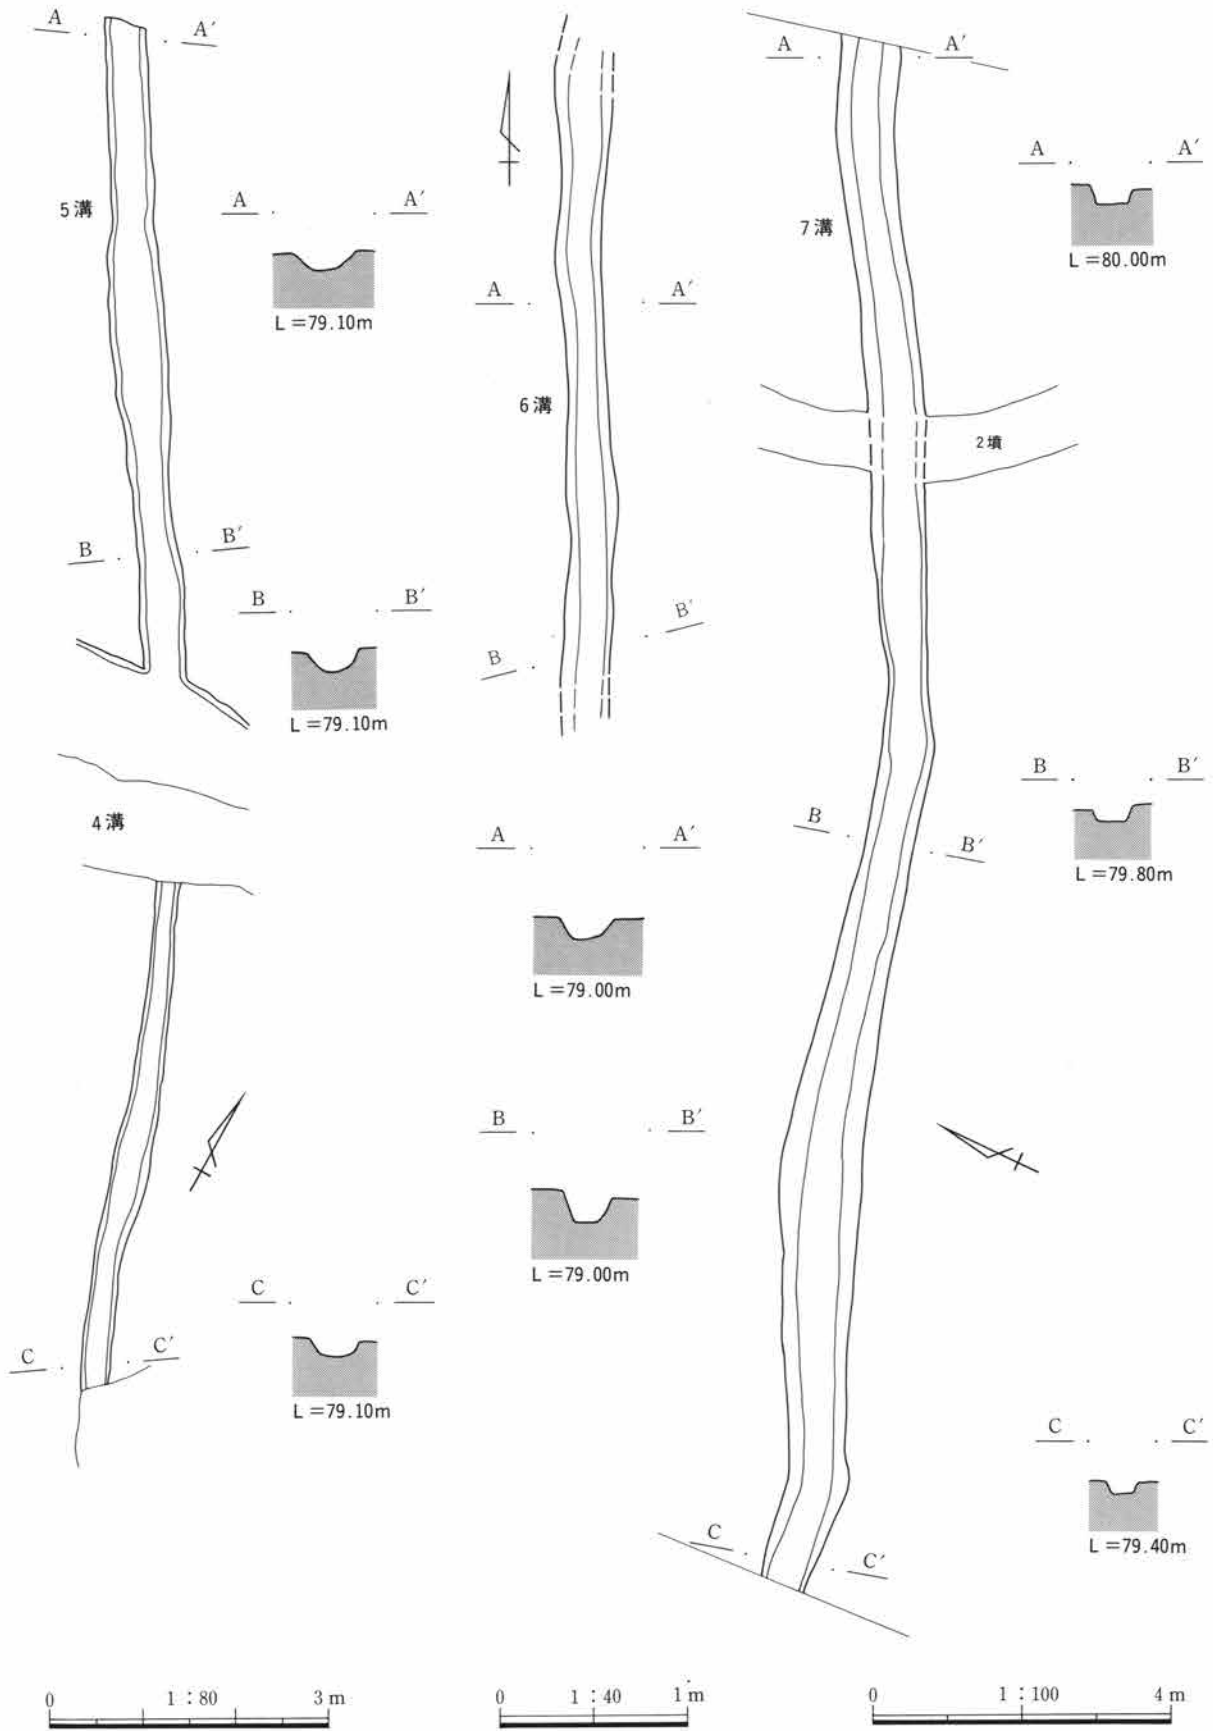 A A′
5溝
A A′
L=79.10m
B B′
B B′
L=79.10m
4溝
C C′
L=79.10m
C C′
0 1:80 3m
A A′
6溝
B B′
A A′
L=79.00m
B B′
L=79.00m
0 1:40 1m
A A′
7溝
A A′
L=80.00m
2墳
B B′
B B′
L=79.80m
C C′
L=79.40m
C C′
0 1:100 4m